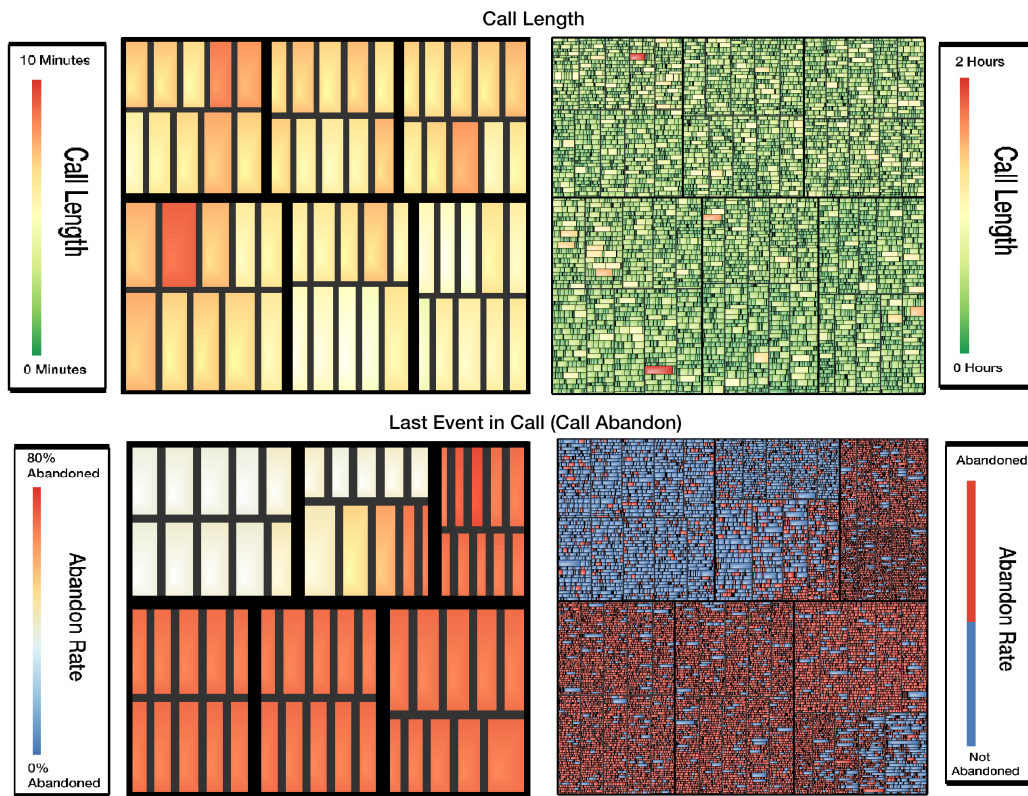 Call Length
10 Minutes
Call Length
0 Minutes
2 Hours
Call Length
0 Hours
Last Event in Call (Call Abandon)
80%
Abandoned
Abandon Rate
0%
Abandoned
Abandoned
Abandon Rate
Not
Abandoned